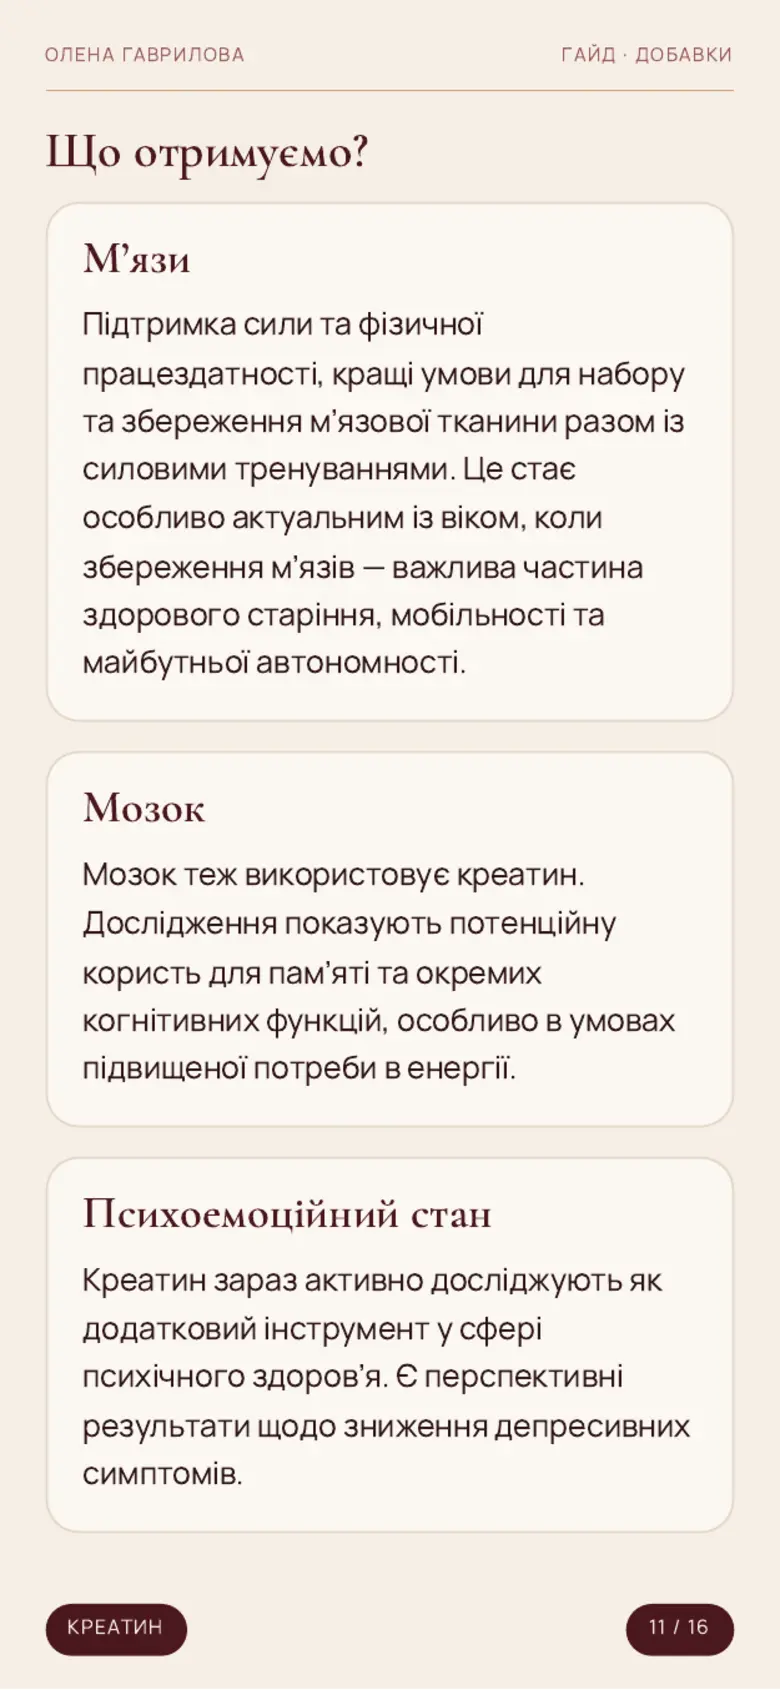 ОЛЕНА ГАВРИЛОВА
ГАЙД · ДОБАВКИ
Що отримуємо?
М’язи
Підтримка сили та фізичної
працездатності, кращі умови для набору
та збереження м’язової тканини разом із
силовими тренуваннями. Це стає
особливо актуальним із віком, коли
збереження м’язів — важлива частина
здорового старіння, мобільності та
майбутньої автономності.
Мозок
Мозок теж використовує креатин.
Дослідження показують потенційну
користь для пам’яті та окремих
когнітивних функцій, особливо в умовах
підвищеної потреби в енергії.
Психоемоційний стан
Креатин зараз активно досліджують як
додатковий інструмент у сфері
психічного здоров’я. Є перспективні
результати щодо зниження депресивних
симптомів.
КРЕАТИН
11 / 16